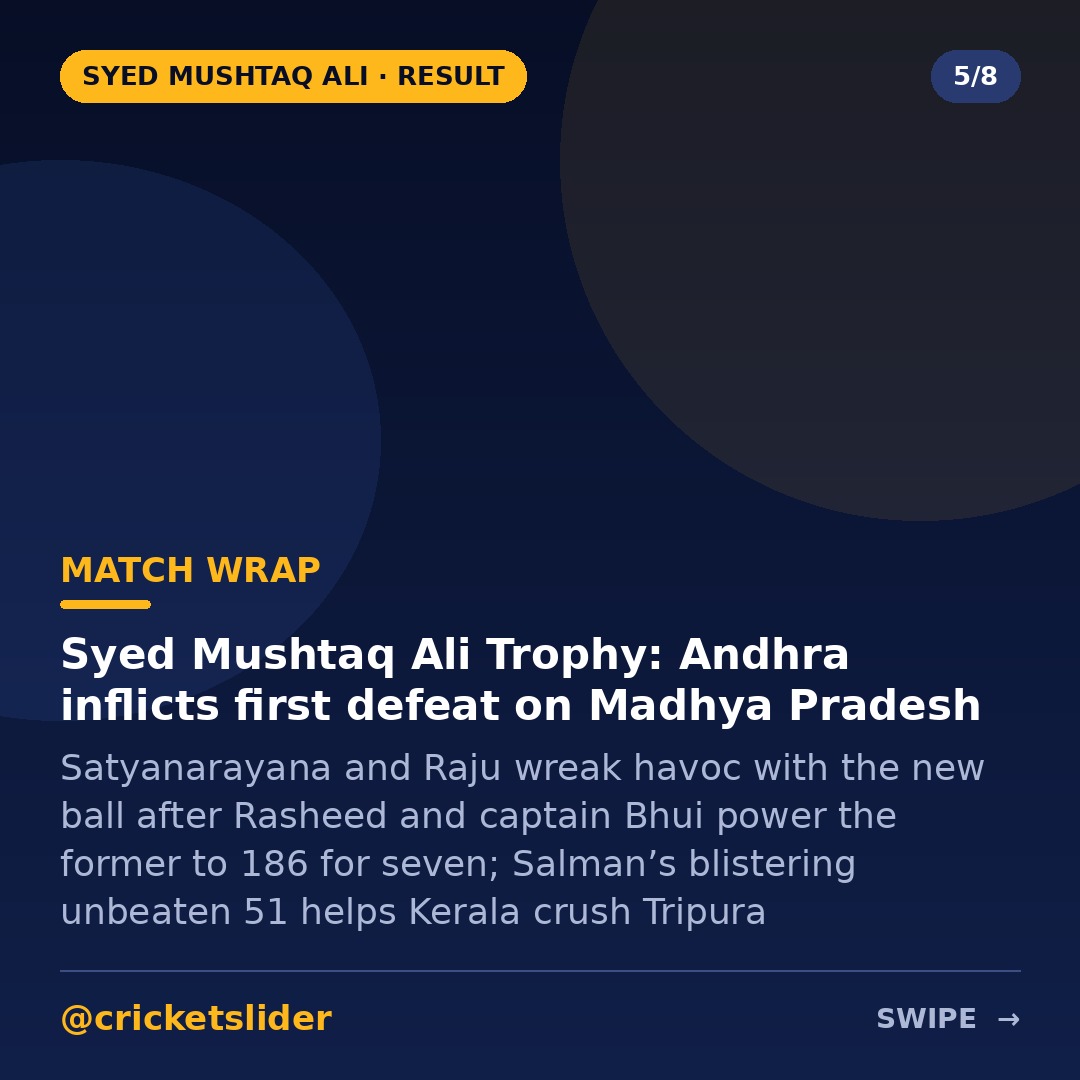 SYED MUSHTAQ ALI · RESULT
5/8
MATCH WRAP
Syed Mushtaq Ali Trophy: Andhra
inflicts first defeat on Madhya Pradesh
Satyanarayana and Raju wreak havoc with the new
ball after Rasheed and captain Bhui power the
former to 186 for seven; Salman’s blistering
unbeaten 51 helps Kerala crush Tripura
@cricketslider
SWIPE →